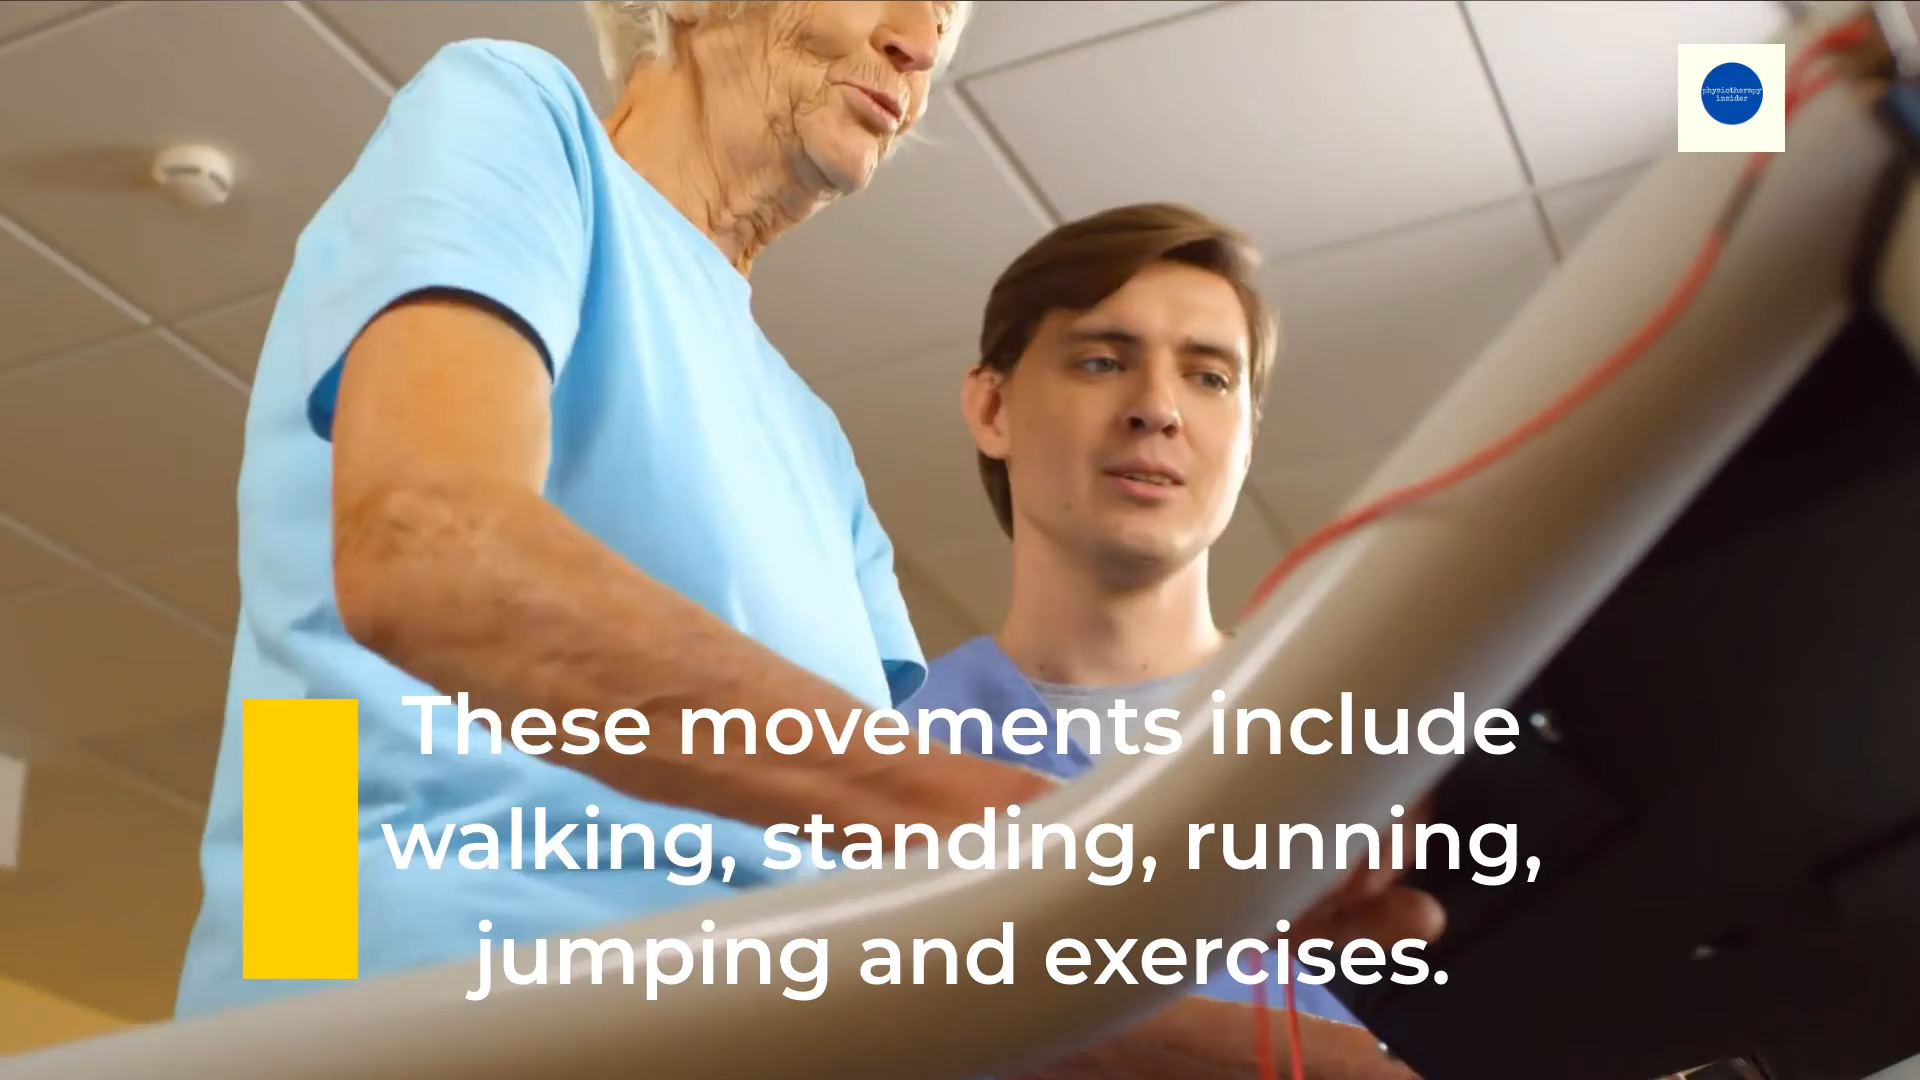 physiotherapy
insider
These movements include
walking, standing, running,
jumping and exercises.